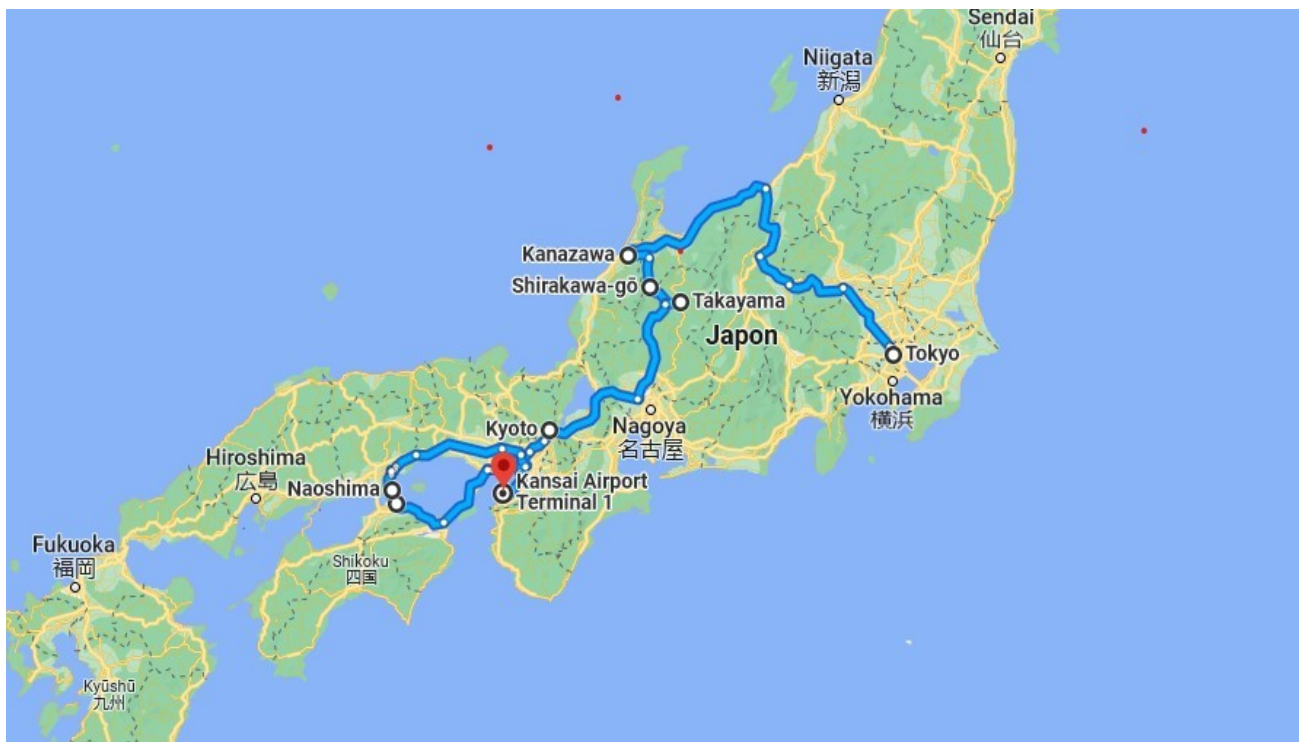 Sendai
仙台
Niigata
新潟
Kanazawa
Shirakawa-gō
Takayama
Japon
Tokyo
Yokohama
横浜
Nagoya
名古屋
Kyoto
Hiroshima
広島
Naoshima
Kansai Airport
Terminal 1
Fukuoka
福岡
Shikoku
四国
Kyūshū
九州